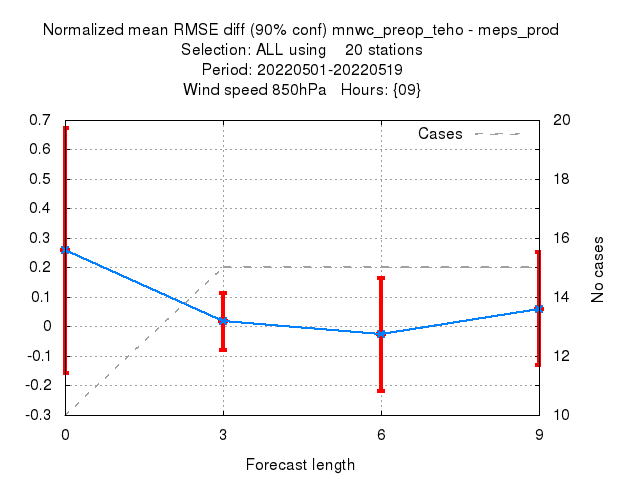 Normalized mean RMSE diff (90% conf) mnwc_preop_teho - meps_prod
Selection: ALL using 20 stations
Period: 20220501-20220519
Wind speed 850hPa Hours: {09}
0.7 20
Cases
0.6
0.5 18
0.4
0.3 16
0.2
0.1 14
0
-0.1 12
-0.2
-0.3 10
No cases
0 3 6 9
Forecast length